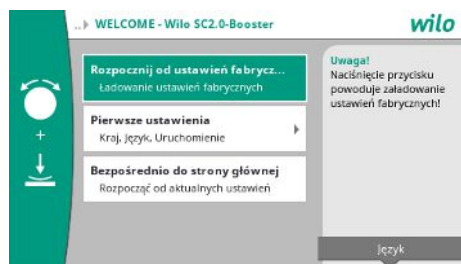 ..▶ WELCOME - Wilo SC2.0-Booster
wilo
Rozpocznij od ustawień fabrycz...
Ładowanie ustawień fabrycznych
Pierwsze ustawienia
Kraj, Język, Uruchomienie
Bezpośrednio do strony głównej
Rozpocząć od aktualnych ustawień
Uwaga!
Naciśnięcie przycisku
powoduje załadowanie
ustawień fabrycznych!
+
Język